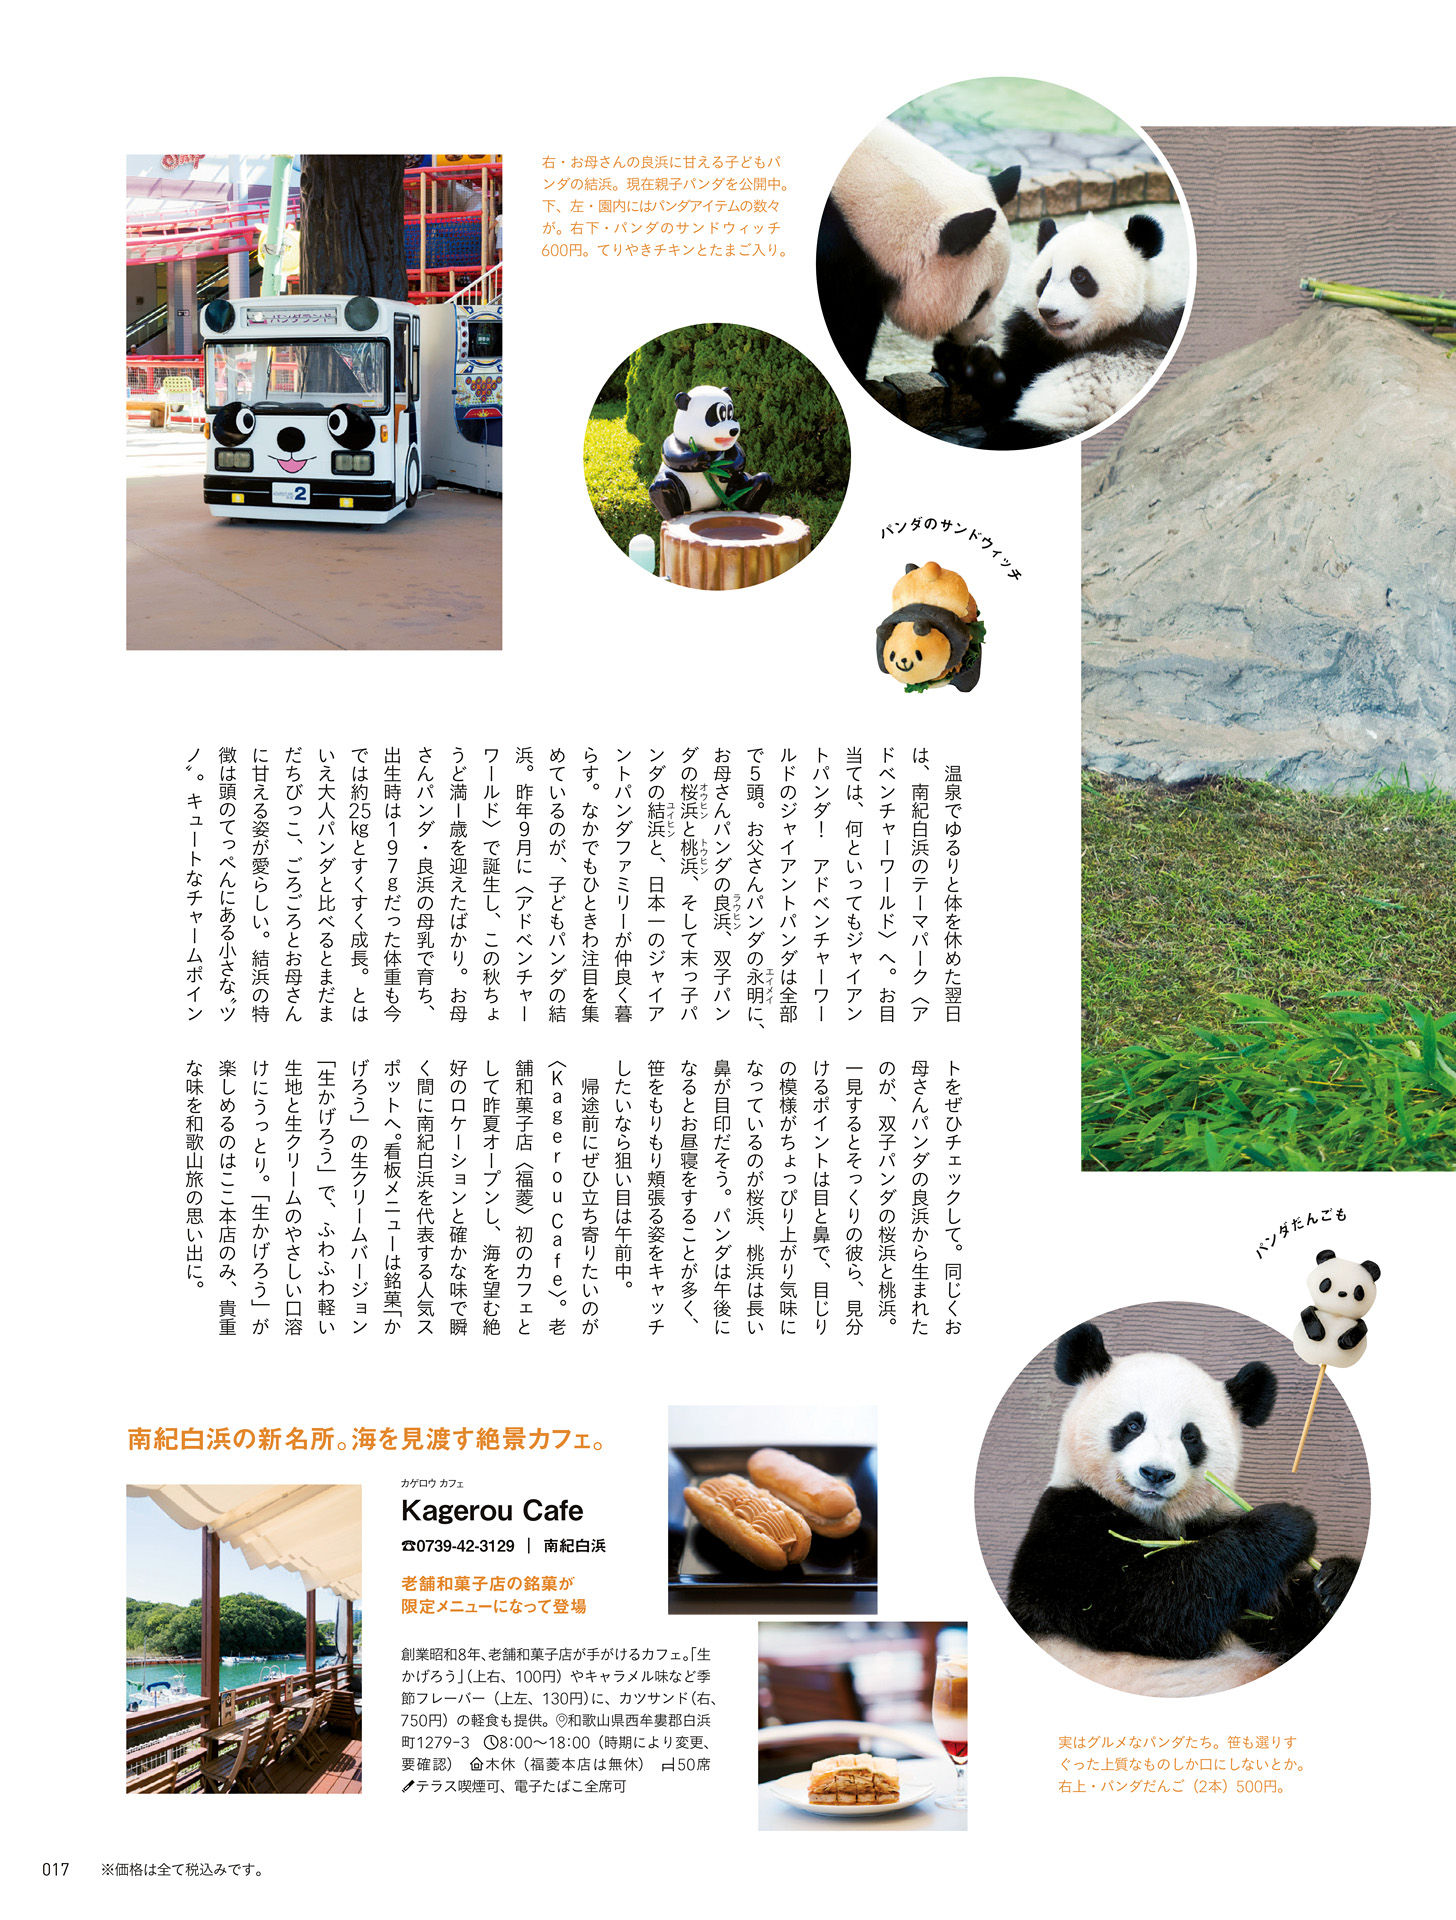 右・お母さんの良浜に甘える子どもパ
ンダの結浜。現在親子パンダを公開中。
下、左・園内にはパンダアイテムの数々
が。右下・パンダのサンドウィッチ
600円。てりやきチキンとたまご入り。
パンダランド
2
パンダのサンドウィッチ
温泉でゆるりと体を休めた翌日
は、南紀白浜のテーマパーク〈ア
ドベンチャーワールド〉へ。お目
当ては、何といってもジャイアン
トパンダ！　アドベンチャーワー
ルドのジャイアントパンダは全部
で5頭。お父さんパンダの永明に、
エイメイ
お母さんパンダの良浜、双子パン
ラウヒン
ダの桜浜と桃浜、そして末っ子パ
オウヒン
トウヒン
ンダの結浜と、日本一のジャイア
ユイヒン
ントパンダファミリーが仲良く暮
らす。なかでもひときわ注目を集
めているのが、子どもパンダの結
浜。昨年9月に〈アドベンチャー
ワールド〉で誕生し、この秋ちょ
うど満一歳を迎えたばかり。お母
さんパンダ・良浜の母乳で育ち、
出生時は197gだった体重も今
では約25kgとすくすく成長。とは
いえ大人パンダと比べるとまだま
だちびっこ、ごろごろとお母さん
に甘える姿が愛らしい。結浜の特
徴は頭のてっぺんにある小さな〝ツ
ノ〟。キュートなチャームポイン
トをぜひチェックして。同じくお
母さんパンダの良浜から生まれた
のが、双子パンダの桜浜と桃浜。
一見するとそっくりの彼ら、見分
けるポイントは目と鼻で、目じり
の模様がちょっぴり上がり気味に
なっているのが桜浜、桃浜は長い
鼻が目印だそう。パンダは午後に
なるとお昼寝をすることが多く、
笹をもりもり頬張る姿をキャッチ
したいなら狙い目は午前中。
帰途前にぜひ立ち寄りたいのが
〈Kagerou Cafe〉。老
舗和菓子店〈福菱〉初のカフェと
して昨夏オープンし、海を望む絶
好のロケーションと確かな味で瞬
く間に南紀白浜を代表する人気ス
ポットへ。看板メニューは銘菓「か
げろう」の生クリームバージョン
「生かげろう」で、ふわふわ軽い
生地と生クリームのやさしい口溶
けにうっとり。「生かげろう」が
楽しめるのはここ本店のみ、貴重
な味を和歌山旅の思い出に。
パンダだんごも
南紀白浜の新名所。海を見渡す絶景カフェ。
カゲロウ カフェ
Kagerou Cafe
☎0739-42-3129 | 南紀白浜
老舗和菓子店の銘菓が
限定メニューになって登場
創業昭和8年、老舗和菓子店が手がけるカフェ。「生
かげろう」（上右、100円）やキャラメル味など季
節フレーバー（上左、130円）に、カツサンド（右、
750円）の軽食も提供。和歌山県西牟婁郡白浜
町1279-3　8:00〜18:00（時期により変更、
要確認）　木休（福菱本店は無休）　50席
テラス喫煙可、電子たばこ全席可
実はグルメなパンダたち。笹も選りす
ぐった上質なものしか口にしないとか。
右上・パンダだんご（2本）500円。
017　※価格は全て税込みです。